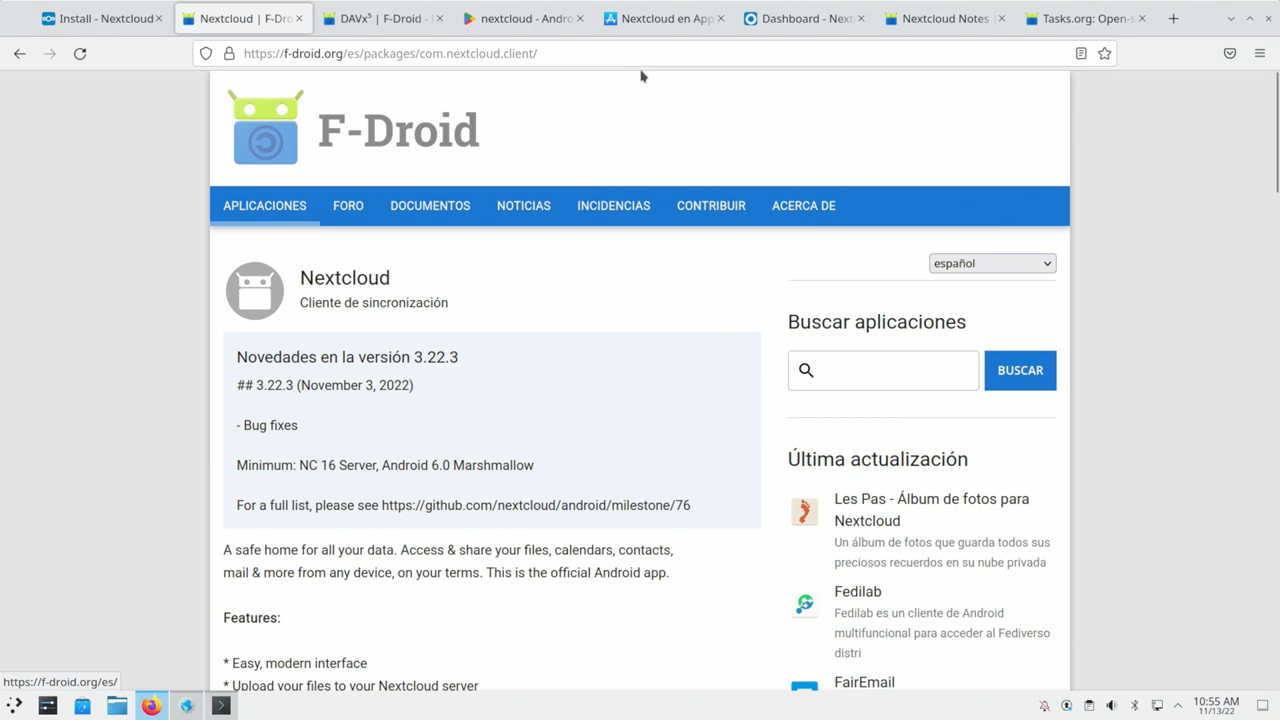 Install - Nextcloud
Nextcloud | F-Dro
DAVx⁵ | F-Droid -
nextcloud - Andro
Nextcloud en App
Dashboard - Nextc
Nextcloud Notes |
Tasks.org: Open-s
https://f-droid.org/es/packages/com.nextcloud.client/
F-Droid
APLICACIONES
FORO
DOCUMENTOS
NOTICIAS
INCIDENCIAS
CONTRIBUIR
ACERCA DE
Nextcloud
Cliente de sincronización
Novedades en la versión 3.22.3
## 3.22.3 (November 3, 2022)
- Bug fixes
Minimum: NC 16 Server, Android 6.0 Marshmallow
For a full list, please see https://github.com/nextcloud/android/milestone/76
A safe home for all your data. Access & share your files, calendars, contacts,
mail & more from any device, on your terms. This is the official Android app.
Features:
* Easy, modern interface
* Upload your files to your Nextcloud server
español
Buscar aplicaciones
BUSCAR
Última actualización
Les Pas - Álbum de fotos para
Nextcloud
Un álbum de fotos que guarda todos sus
preciosos recuerdos en su nube privada
Fedilab
Fedilab es un cliente de Android
multifuncional para acceder al Fediverso
distri
FairEmail
https://f-droid.org/es/
10:55 AM
11/13/22